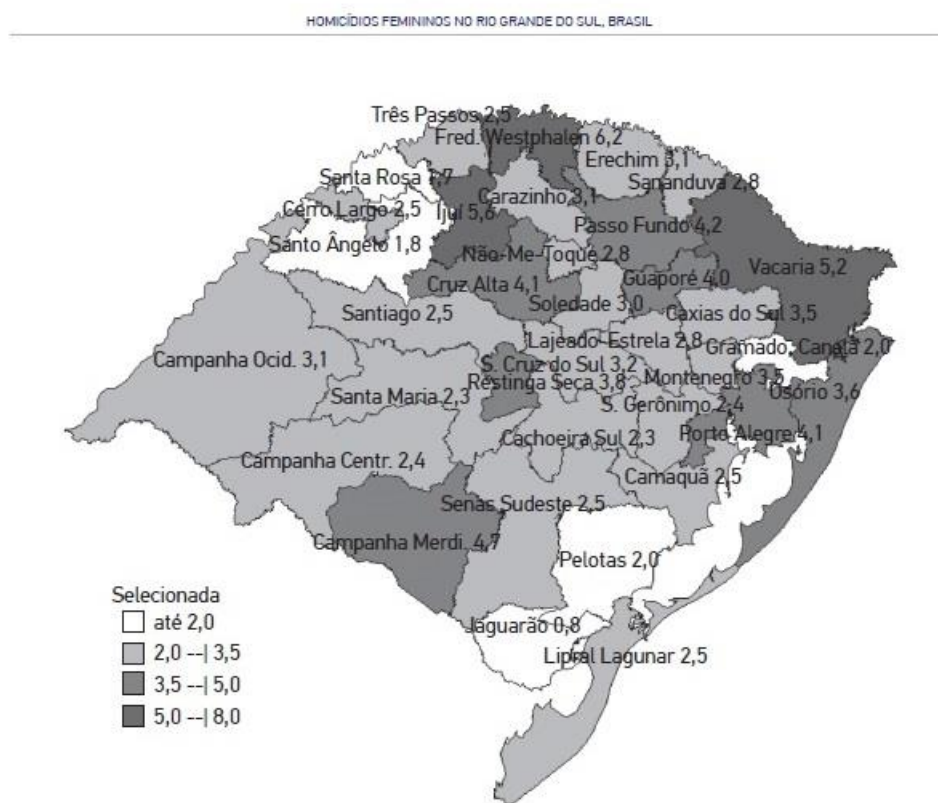 HOMICÍDIOS FEMININOS NO RIO GRANDE DO SUL, BRASIL
Três Passos 2,5
Fred. Westphalen 6,2
Erechim 3,1
Santa Rosa 1,7
Carazinho 3,1
Sananduva 2,8
Cerro Largo 2,5
Ijuí 5,6
Passo Fundo 4,2
Santo Ângelo 1,8
Não-Me-Toque 2,8
Vacaria 5,2
Cruz Alta 4,1
Guaporé 4,0
Soledade 3,0
Santiago 2,5
Caxias do Sul 3,5
Lajeado-Estrela 2,8
Gramado, Canela 2,0
Campanha Ocid. 3,1
S. Cruz do Sul 3,2
Restinga Seca 3,8
Montenegro 3,5
Osório 3,6
Santa Maria 2,3
S. Gerônimo 2,4
Cachoeira Sul 2,3
Porto Alegre 4,1
Campanha Centr. 2,4
Camaquã 2,5
Senas Sudeste 2,5
Campanha Merdi. 4,7
Pelotas 2,0
Jaguarão 0,8
Lipral Lagunar 2,5
Selecionada
até 2,0
2,0 --| 3,5
3,5 --| 5,0
5,0 --| 8,0